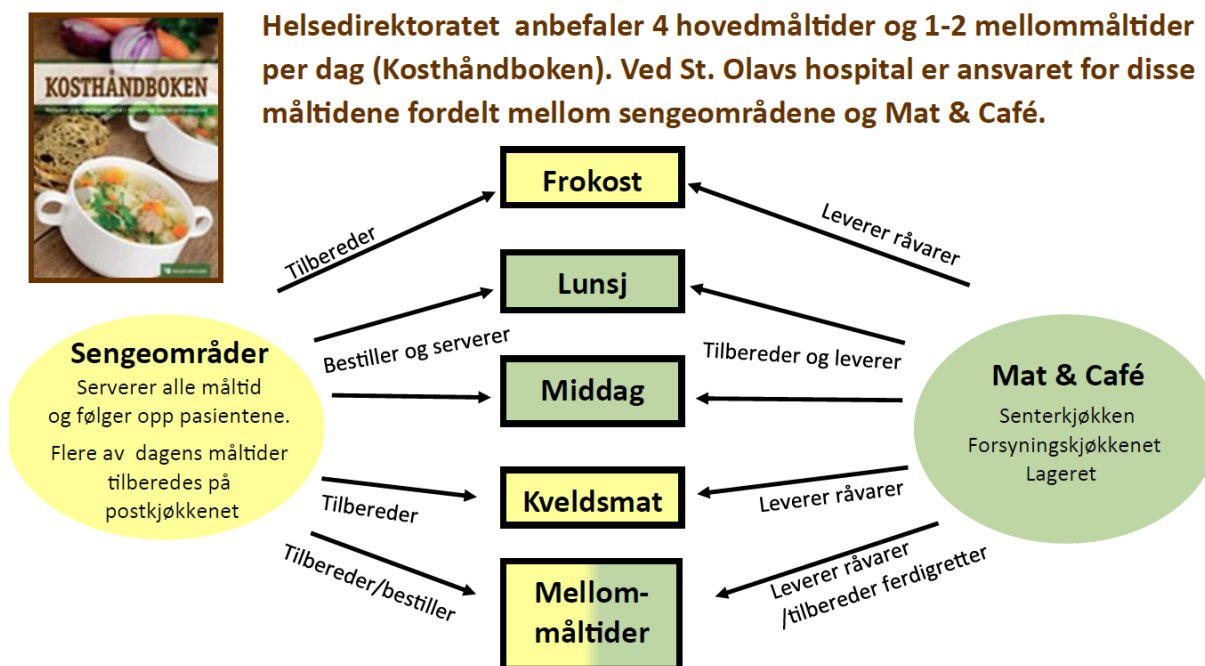 Helsedirektoratet anbefaler 4 hovedmåltider og 1-2 mellommåltider
per dag (Kosthåndboken). Ved St. Olavs hospital er ansvaret for disse
måltidene fordelt mellom sengeområdene og Mat & Café.
KOSTHÅNDBOKEN
Frokost
Tilbereder
Leverer råvarer
Lunsj
Bestiller og serverer
Tilbereder og leverer
Sengeområder
Serverer alle måltid
og følger opp pasientene.
Flere av dagens måltider
tilberedes på
postkjøkkenet
Middag
Mat & Café
Senterkjøkken
Forsyningskjøkkenet
Lageret
Kveldsmat
Tilbereder
Leverer råvarer
Tilbereder/bestiller
Mellom-
måltider
Leverer råvarer
/tilbereder ferdigretter